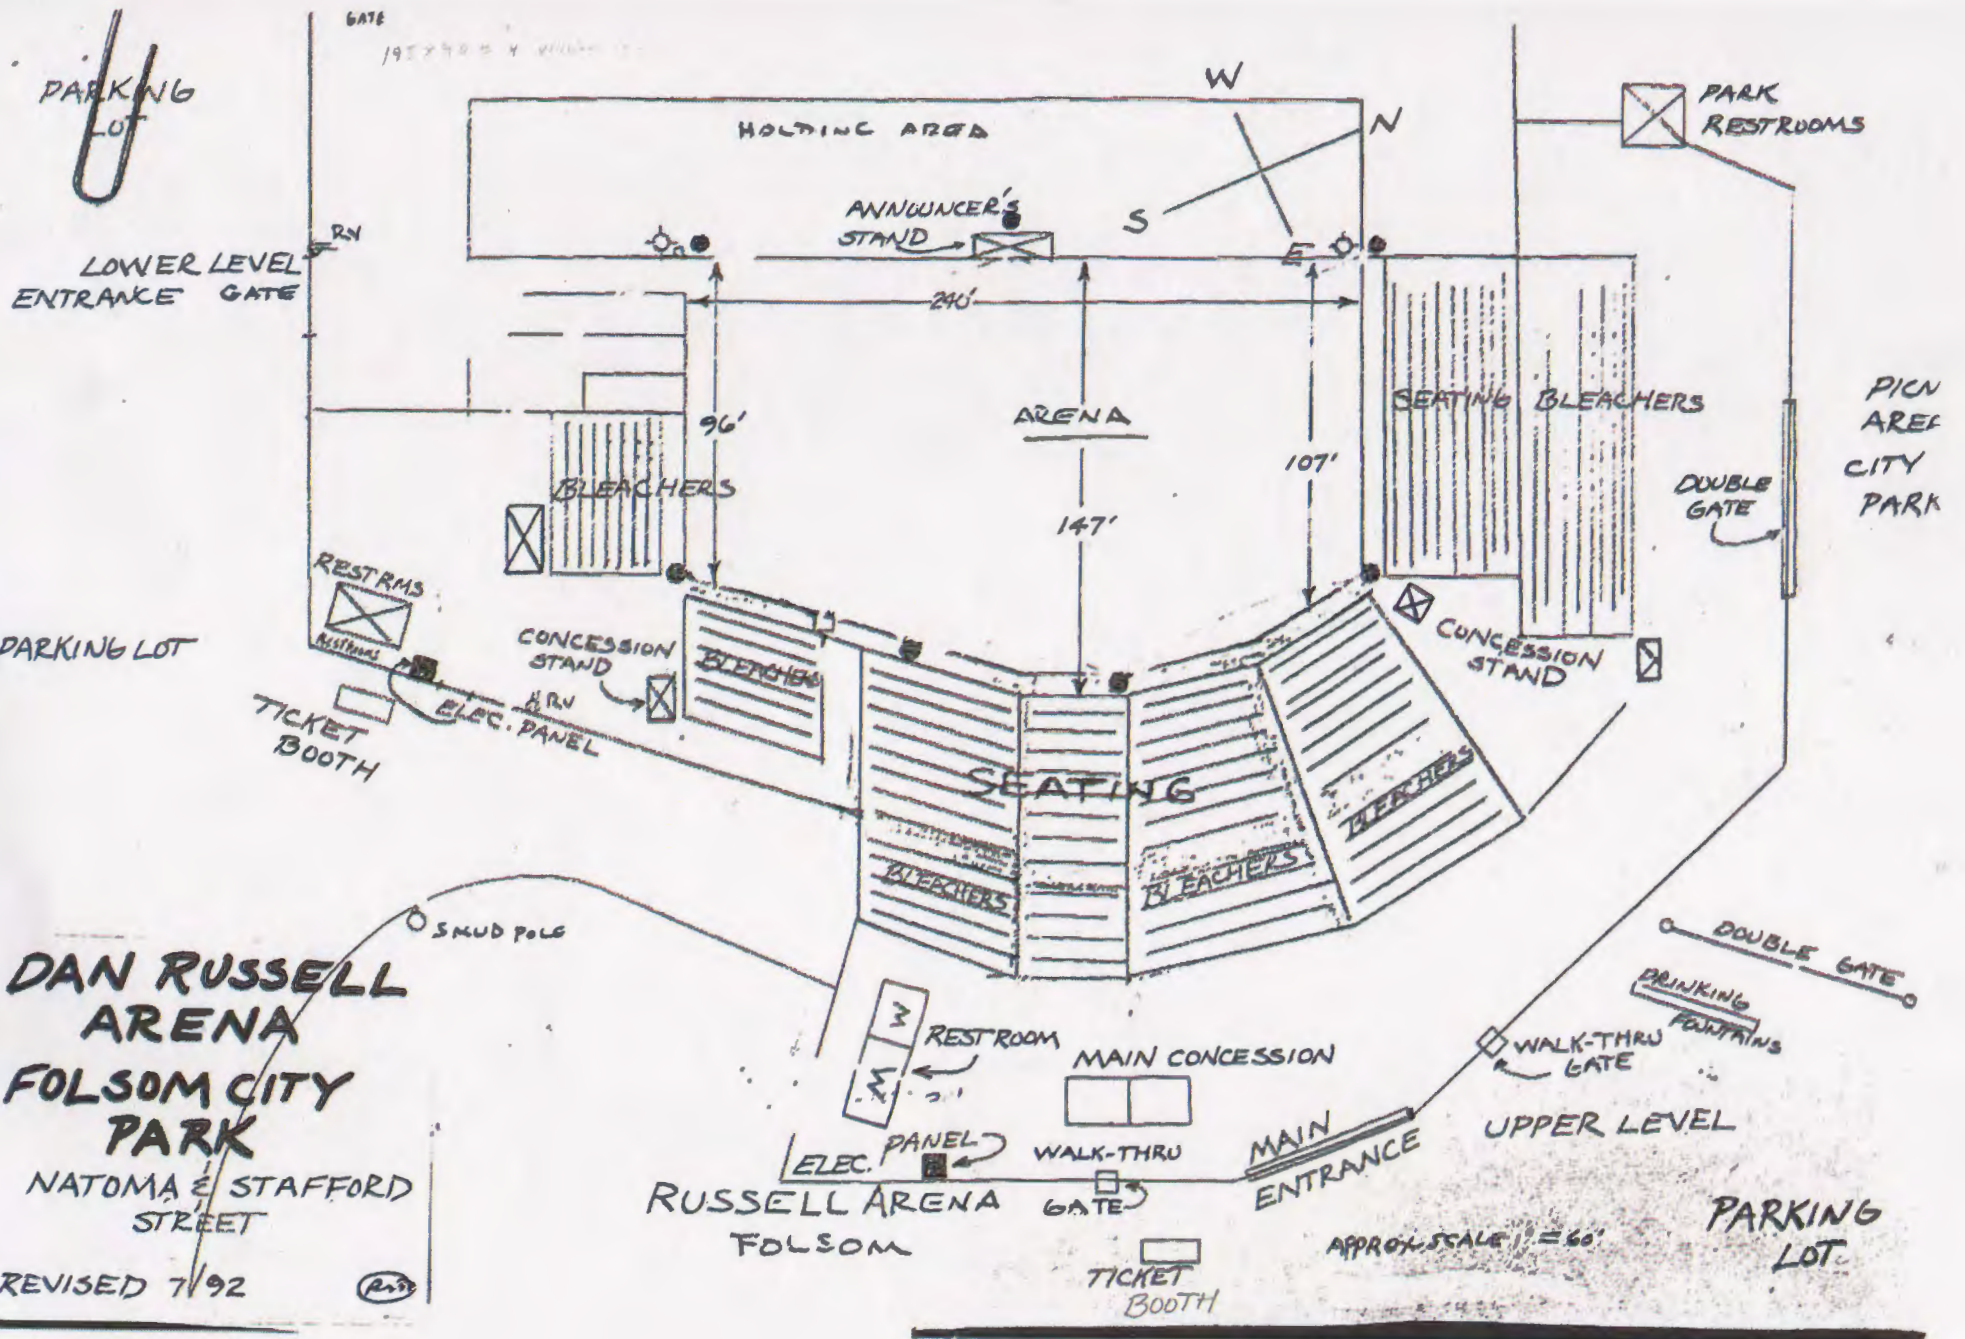 GATE
PARKING
LOT
HOLDING AREA
W
N
S
E
PARK
RESTROOMS
ANNOUNCER'S
STAND
RV
LOWER LEVEL
ENTRANCE GATE
240'
96'
ARENA
147'
107'
SEATING
BLEACHERS
PICN
AREA
CITY
PARK
DOUBLE
GATE
BLEACHERS
RESTRMS
RESTROOMS
PARKING LOT
CONCESSION
STAND
BLEACHERS
CONCESSION
STAND
TICKET
BOOTH
ELEC. PANEL
RV
SEATING
BLEACHERS
BLEACHERS
BLEACHERS
SMUD POLE
DAN RUSSELL
ARENA
FOLSOM CITY
PARK
NATOMA & STAFFORD
STREET
REVISED 7/92
W
M
RESTROOM
MAIN CONCESSION
DOUBLE GATE
DRINKING
FOUNTAINS
WALK-THRU
GATE
UPPER LEVEL
ELEC. PANEL
WALK-THRU
GATE
MAIN
ENTRANCE
RUSSELL ARENA
FOLSOM
TICKET
BOOTH
APPROX. SCALE 1" = 60'
PARKING
LOT